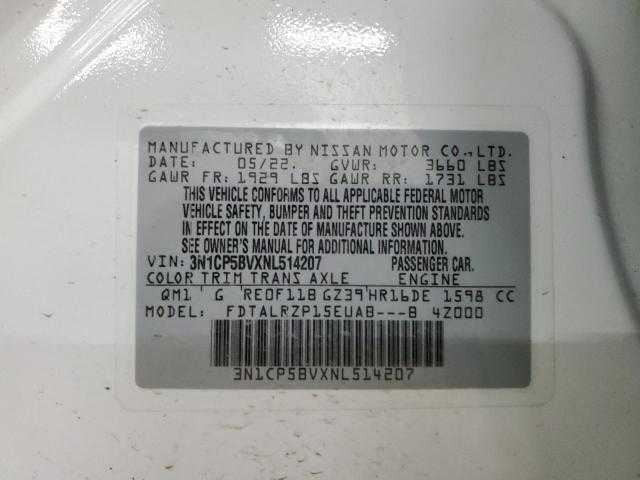 MANUFACTURED BY NISSAN MOTOR CO.,LTD.
DATE: 05/22. GVWR: 3660 LBS
GAWR FR: 1929 LBS GAWR RR: 1731 LBS
THIS VEHICLE CONFORMS TO ALL APPLICABLE FEDERAL MOTOR
VEHICLE SAFETY, BUMPER AND THEFT PREVENTION STANDARDS
IN EFFECT ON THE DATE OF MANUFACTURE SHOWN ABOVE.
SEE OWNER'S MANUAL FOR ADDITIONAL INFORMATION.
VIN: 3N1CP5BVXNL514207 PASSENGER CAR.
COLOR TRIM TRANS AXLE ENGINE
QM1 G RE0F11B GZ39 HR16DE 1598 CC
MODEL: FDTALRZP15EUAB---B 4Z000
3N1CP5BVXNL514207